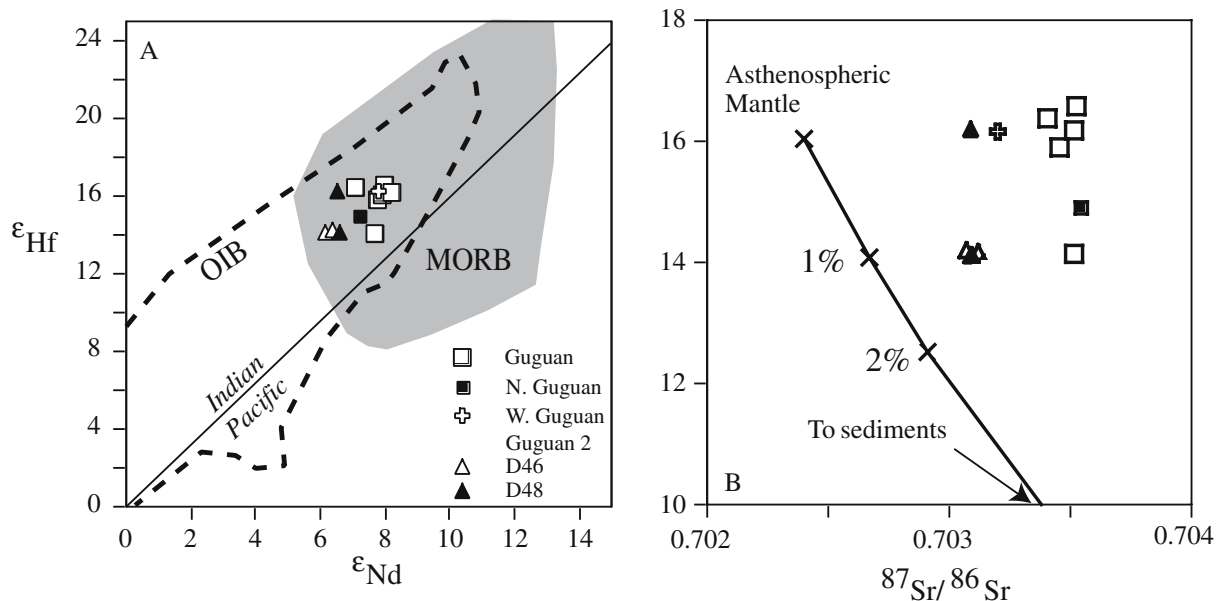 A
24
20
16
12
8
4
0
εHf
OIB
MORB
Indian
Pacific
Guguan
N. Guguan
W. Guguan
Guguan 2
D46
D48
0 2 4 6 8 10 12 14
εNd
18
16
14
12
10
Asthenospheric
Mantle
1%
2%
To sediments
B
0.702 0.703 0.704
⁸⁷Sr/⁸⁶Sr